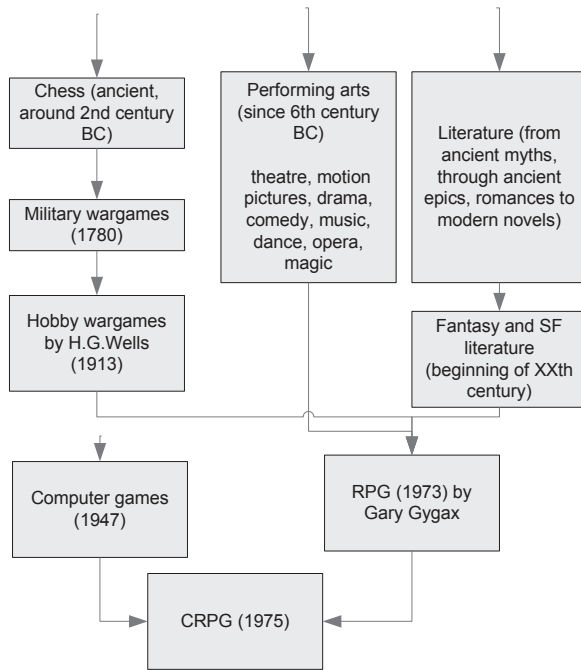 Chess (ancient,
around 2nd century
BC)
Military wargames
(1780)
Hobby wargames
by H.G.Wells
(1913)
Performing arts
(since 6th century
BC)
theatre, motion
pictures, drama,
comedy, music,
dance, opera,
magic
Literature (from
ancient myths,
through ancient
epics, romances to
modern novels)
Fantasy and SF
literature
(beginning of XXth
century)
Computer games
(1947)
RPG (1973) by
Gary Gygax
CRPG (1975)